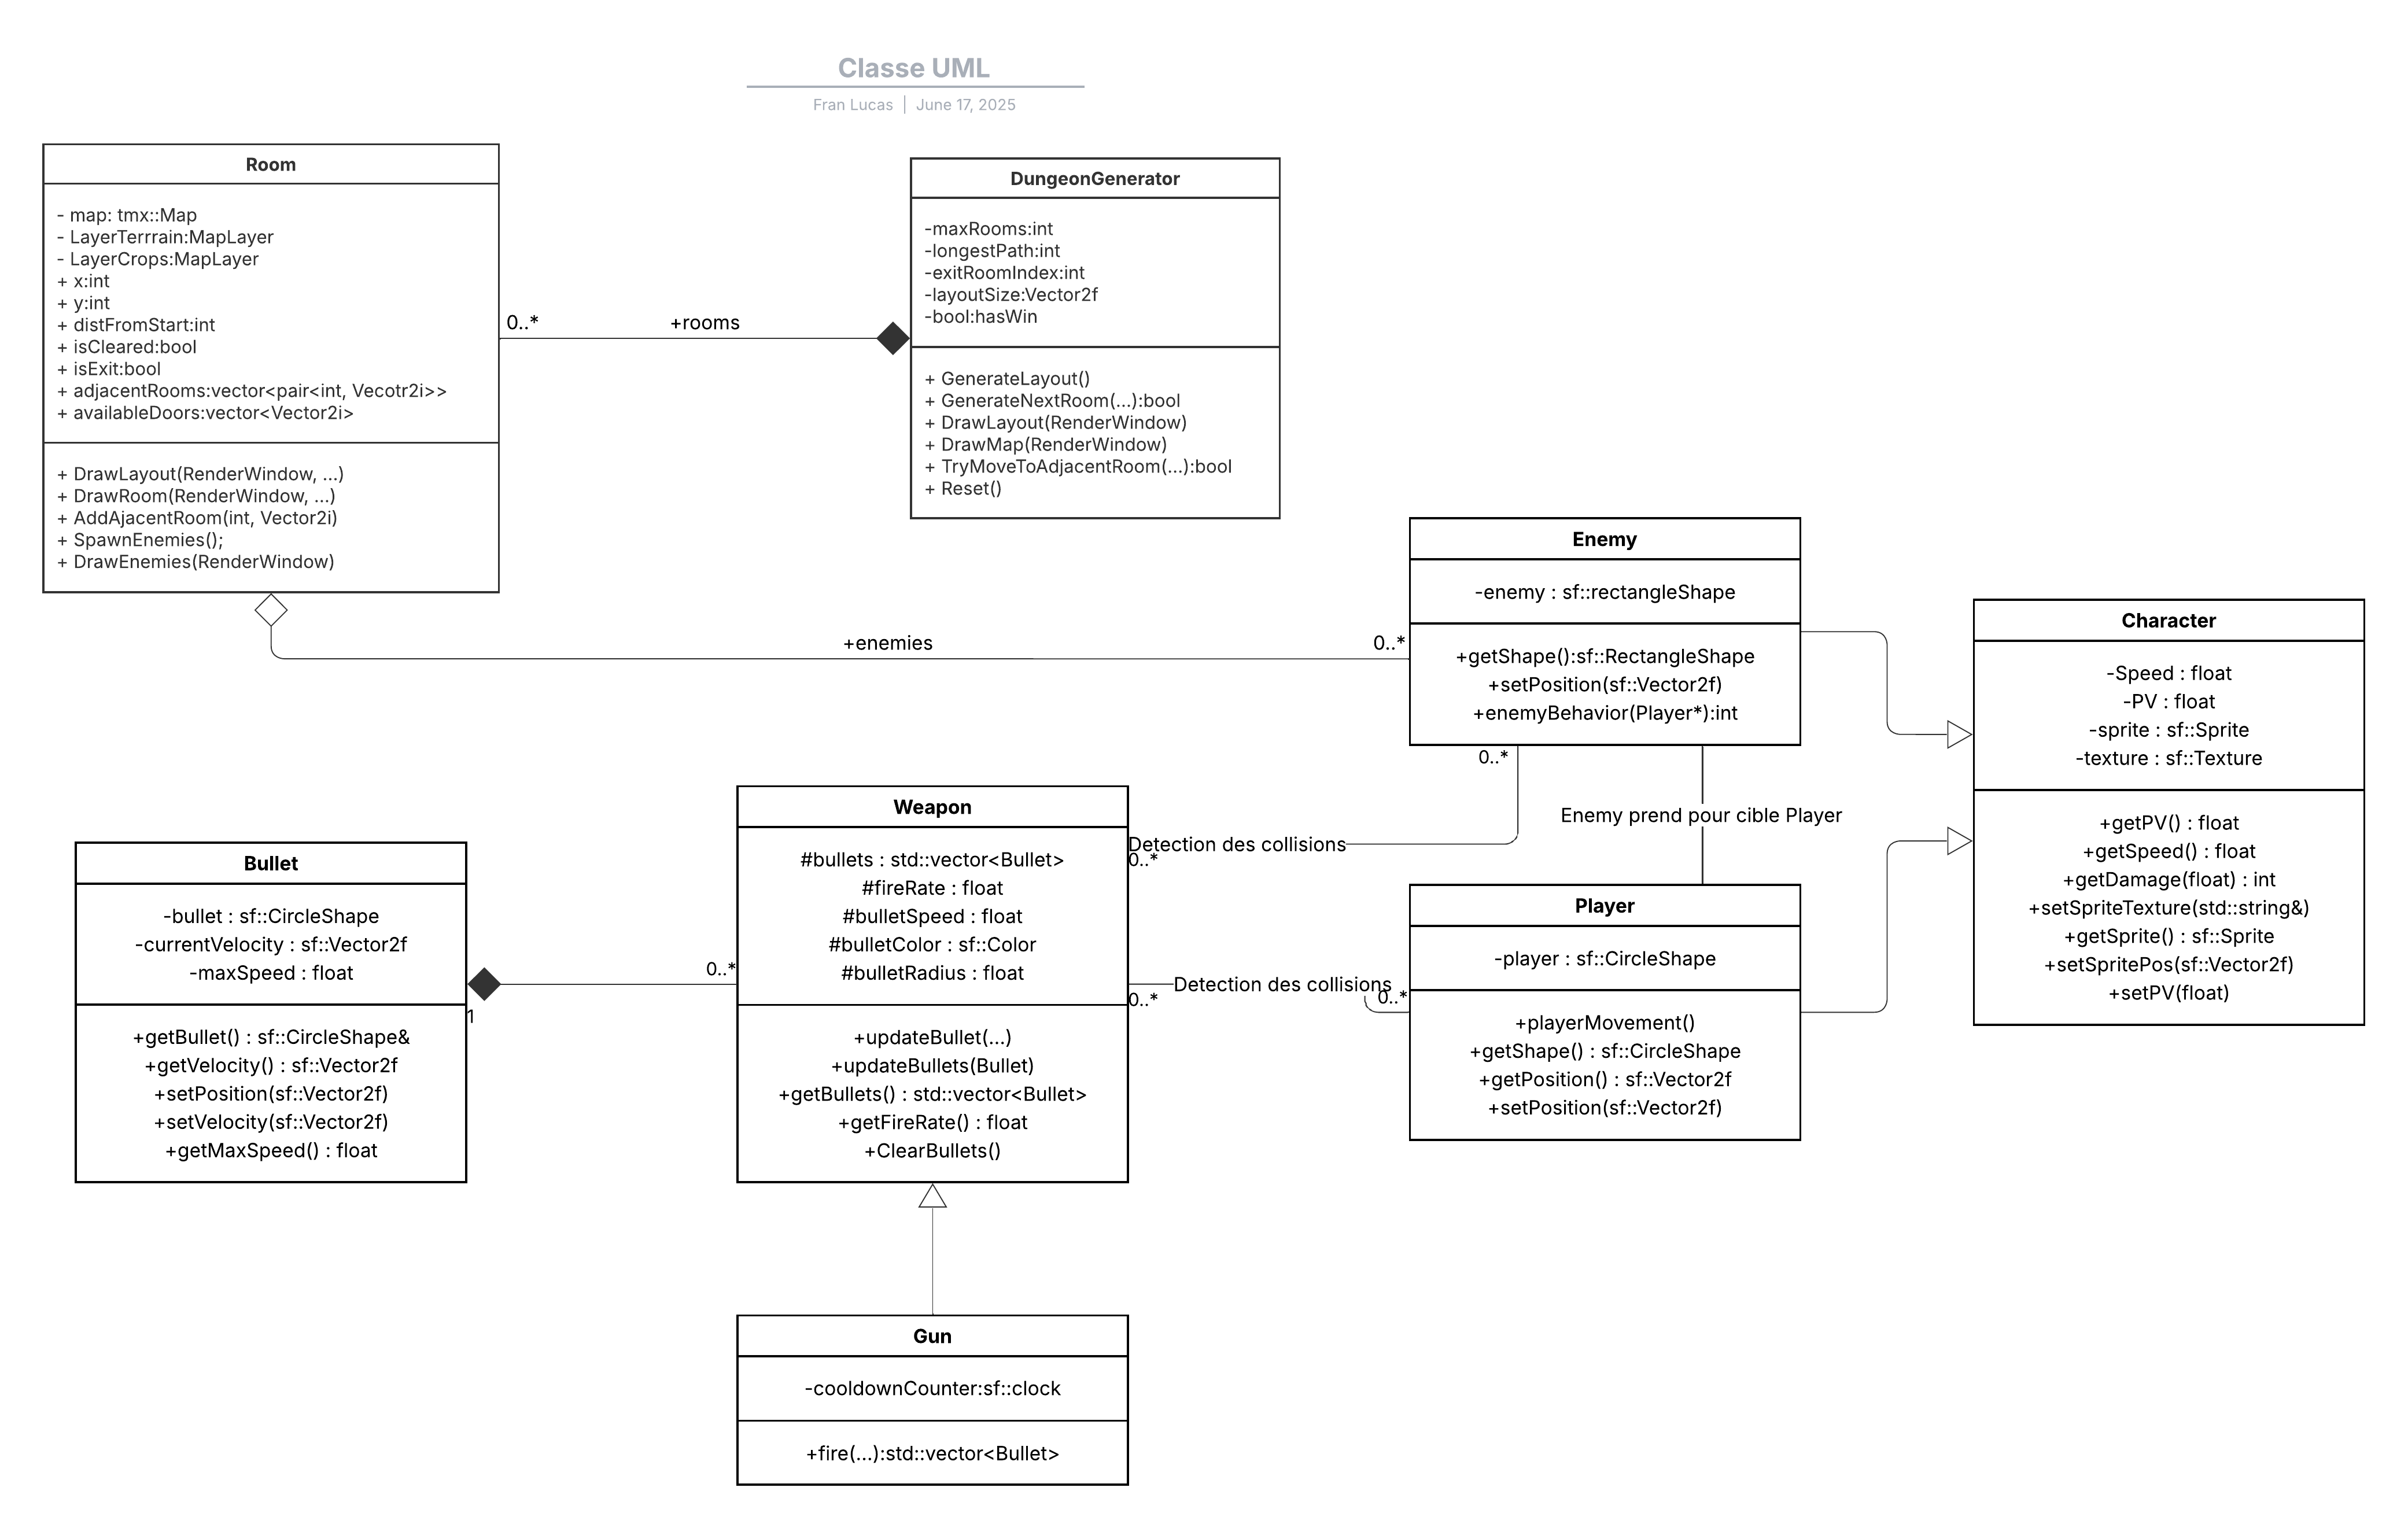 Classe UML
Fran Lucas | June 17, 2025
Room
- map: tmx::Map
- LayerTerrrain:MapLayer
- LayerCrops:MapLayer
+ x:int
+ y:int
+ distFromStart:int
+ isCleared:bool
+ isExit:bool
+ adjacentRooms:vector<pair<int, Vecotr2i>>
+ availableDoors:vector<Vector2i>
+ DrawLayout(RenderWindow, ...)
+ DrawRoom(RenderWindow, ...)
+ AddAjacentRoom(int, Vector2i)
+ SpawnEnemies();
+ DrawEnemies(RenderWindow)
0..*
+rooms
DungeonGenerator
-maxRooms:int
-longestPath:int
-exitRoomIndex:int
-layoutSize:Vector2f
-bool:hasWin
+ GenerateLayout()
+ GenerateNextRoom(...):bool
+ DrawLayout(RenderWindow)
+ DrawMap(RenderWindow)
+ TryMoveToAdjacentRoom(...):bool
+ Reset()
+enemies
0..*
Enemy
-enemy : sf::rectangleShape
+getShape():sf::RectangleShape
+setPosition(sf::Vector2f)
+enemyBehavior(Player*):int
Character
-Speed : float
-PV : float
-sprite : sf::Sprite
-texture : sf::Texture
+getPV() : float
+getSpeed() : float
+getDamage(float) : int
+setSpriteTexture(std::string&)
+getSprite() : sf::Sprite
+setSpritePos(sf::Vector2f)
+setPV(float)
0..*
Enemy prend pour cible Player
Detection des collisions
0..*
Bullet
-bullet : sf::CircleShape
-currentVelocity : sf::Vector2f
-maxSpeed : float
+getBullet() : sf::CircleShape&
+getVelocity() : sf::Vector2f
+setPosition(sf::Vector2f)
+setVelocity(sf::Vector2f)
+getMaxSpeed() : float
1
0..*
Weapon
#bullets : std::vector<Bullet>
#fireRate : float
#bulletSpeed : float
#bulletColor : sf::Color
#bulletRadius : float
+updateBullet(...)
+updateBullets(Bullet)
+getBullets() : std::vector<Bullet>
+getFireRate() : float
+ClearBullets()
Detection des collisions
0..*
0..*
Player
-player : sf::CircleShape
+playerMovement()
+getShape() : sf::CircleShape
+getPosition() : sf::Vector2f
+setPosition(sf::Vector2f)
Gun
-cooldownCounter:sf::clock
+fire(...):std::vector<Bullet>